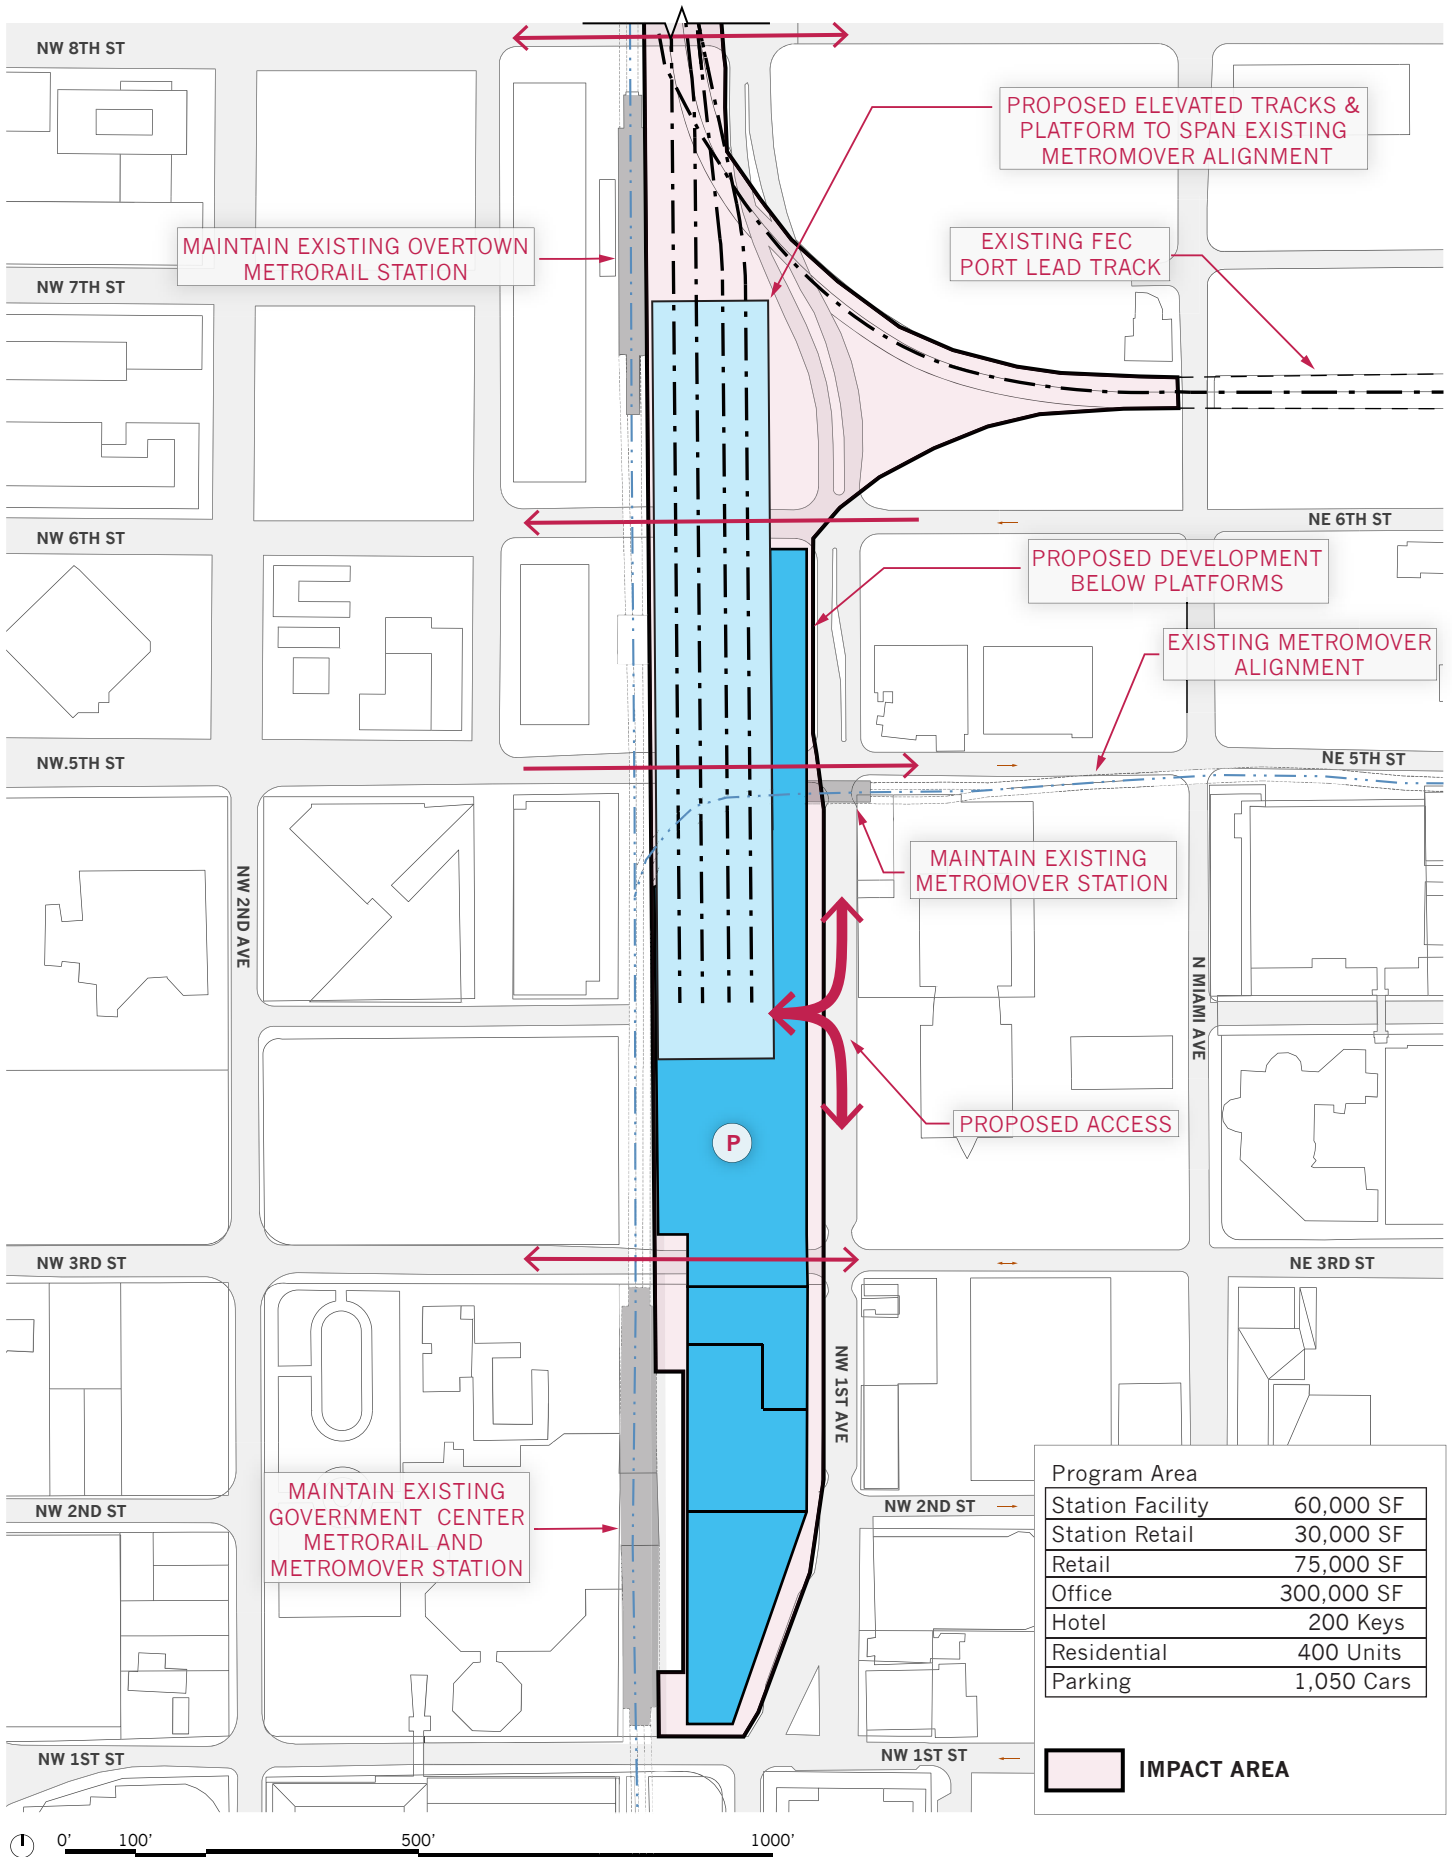 NW 8TH ST
PROPOSED ELEVATED TRACKS &
PLATFORM TO SPAN EXISTING
METROMOVER ALIGNMENT
MAINTAIN EXISTING OVERTOWN
METRORAIL STATION
EXISTING FEC
PORT LEAD TRACK
NW 7TH ST
NW 6TH ST
NE 6TH ST
PROPOSED DEVELOPMENT
BELOW PLATFORMS
EXISTING METROMOVER
ALIGNMENT
NW.5TH ST
NE 5TH ST
MAINTAIN EXISTING
METROMOVER STATION
NW 2ND AVE
N MIAMI AVE
PROPOSED ACCESS
P
NW 3RD ST
NE 3RD ST
NW 1ST AVE
MAINTAIN EXISTING
GOVERNMENT CENTER
METRORAIL AND
METROMOVER STATION
NW 2ND ST
NW 2ND ST
Program Area
Station Facility 60,000 SF
Station Retail 30,000 SF
Retail 75,000 SF
Office 300,000 SF
Hotel 200 Keys
Residential 400 Units
Parking 1,050 Cars
NW 1ST ST
NW 1ST ST
IMPACT AREA
0' 100' 500' 1000'